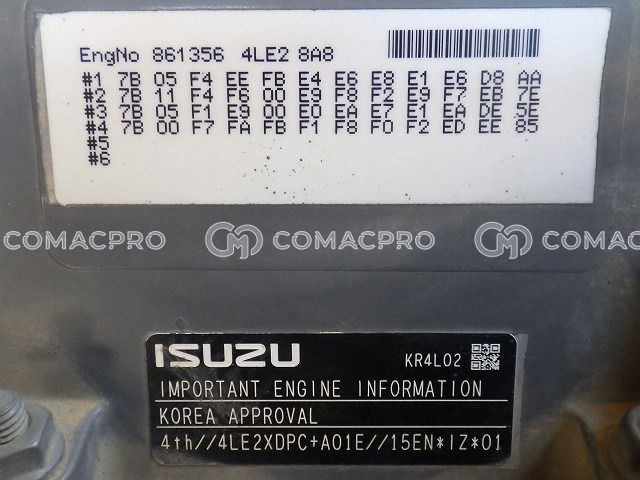 EngNo 861356 4LE2 8A8
#1 7B 05 F4 EE FB E4 E6 E8 E1 E6 D8 AA
#2 7B 11 F4 F6 00 E9 F8 F2 E9 F7 EB 7E
#3 7B 05 F1 E9 00 E0 EA E7 E1 EA DE 5E
#4 7B 00 F7 FA FB F1 F8 F0 F2 ED EE 85
#5
#6
COMACPRO COMACPRO COMACPRO
ISUZU KR4L02
IMPORTANT ENGINE INFORMATION
KOREA APPROVAL
4th//4LE2XDPC+A01E//15EN*IZ*01